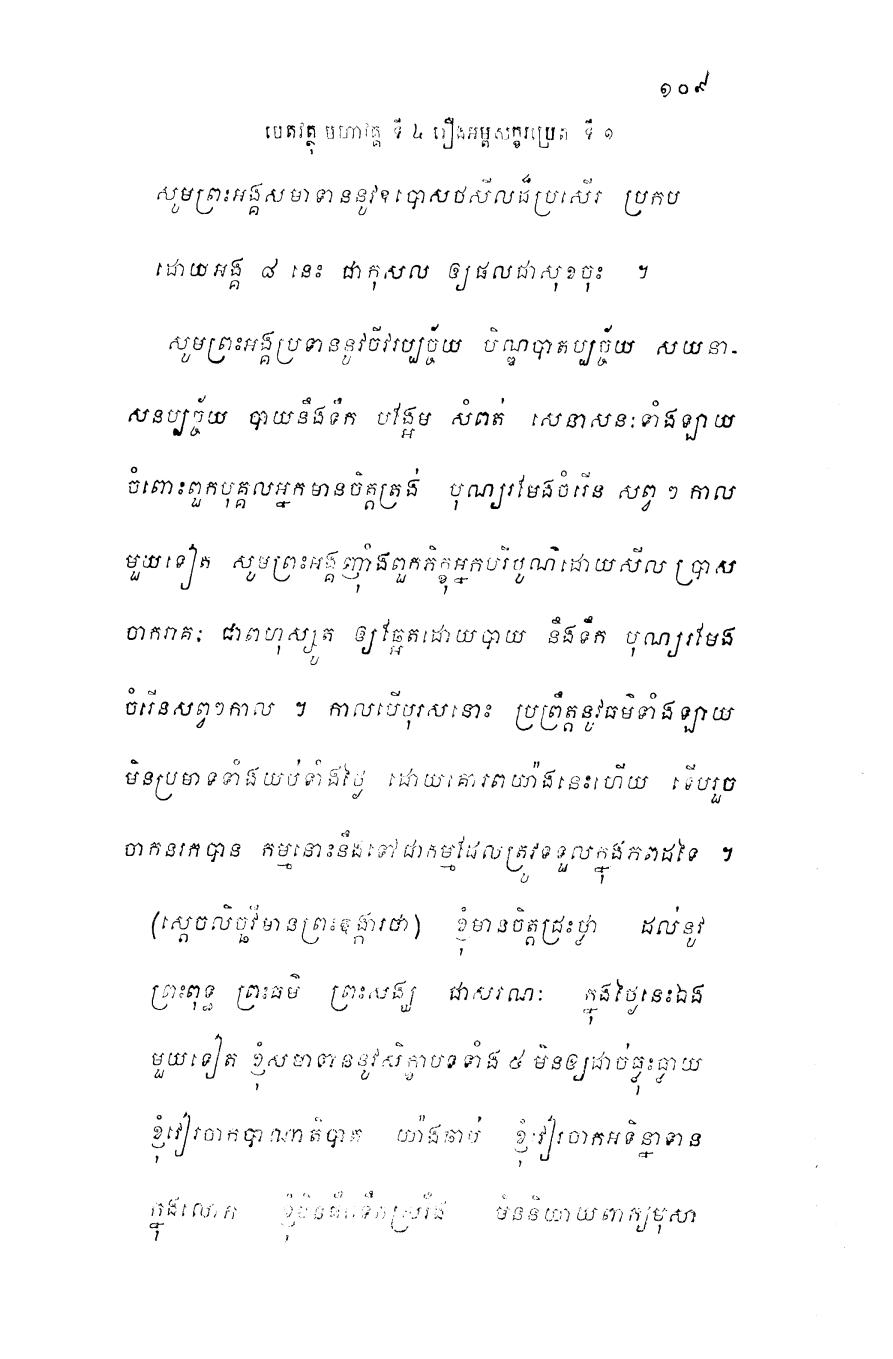 ១០៩
បេតវត្ថុ មហាវគ្គ ទី ៤ រឿងអម្ពសក្ខរប្រេត ទី ១
សូមព្រះអង្គសមាទាននូវឧបោសថសីលដ៏ប្រសើរ ប្រកប
ដោយអង្គ ៨ នេះ ជាកុសល ឲ្យផលជាសុខចុះ ។
សូមព្រះអង្គប្រទាននូវចីវរប្បច្ច័យ បិណ្ឌបាតប្បច្ច័យ សយនា-
សនប្បច្ច័យ បាយនឹងទឹក បង្អែម សំពត់ សេនាសនៈទាំងឡាយ
ចំពោះពួកបុគ្គលអ្នកមានចិត្តត្រង់ បុណ្យរមែងចំរើន សព្វ ៗ កាល
មួយទៀត សូមព្រះអង្គញ៉ាំងពួកភិក្ខុអ្នកបរិបូណ៌ដោយសីល ប្រាស
ចាករាគៈ ជាពហុស្សូត ឲ្យឆ្អែតដោយបាយ នឹងទឹក បុណ្យរមែង
ចំរើនសព្វៗកាល ។ កាលបើបុរសនោះ ប្រព្រឹត្តនូវធម៌ទាំងឡាយ
មិនប្រមាទទាំងយប់ទាំងថ្ងៃ ដោយគោរពយ៉ាងនេះហើយ ទើបរួច
ចាកនរកបាន កម្មនោះនឹងទៅជាកម្មដែលត្រូវទទួលក្នុងភពដទៃ ។
(ស្តេចលិច្ឆវីមានព្រះឧង្ការថា) ខ្ញុំមានចិត្តជ្រះថ្លា ដល់នូវ
ព្រះពុទ្ធ ព្រះធម៌ ព្រះសង្ឃ ជាសរណៈ ក្នុងថ្ងៃនេះឯង
មួយទៀត ខ្ញុំសមាទាននូវសិក្ខាបទទាំង ៥ មិនឲ្យដាច់ធ្លុះធ្លាយ
ខ្ញុំវៀរចាកបាណាតិបាត យ៉ាងឆាប់ ខ្ញុំវៀរចាកអទិន្នាទាន
ក្នុងលោក ខ្ញុំមិនផឹកទឹកស្រវឹង មិននិយាយពាក្យមុសា